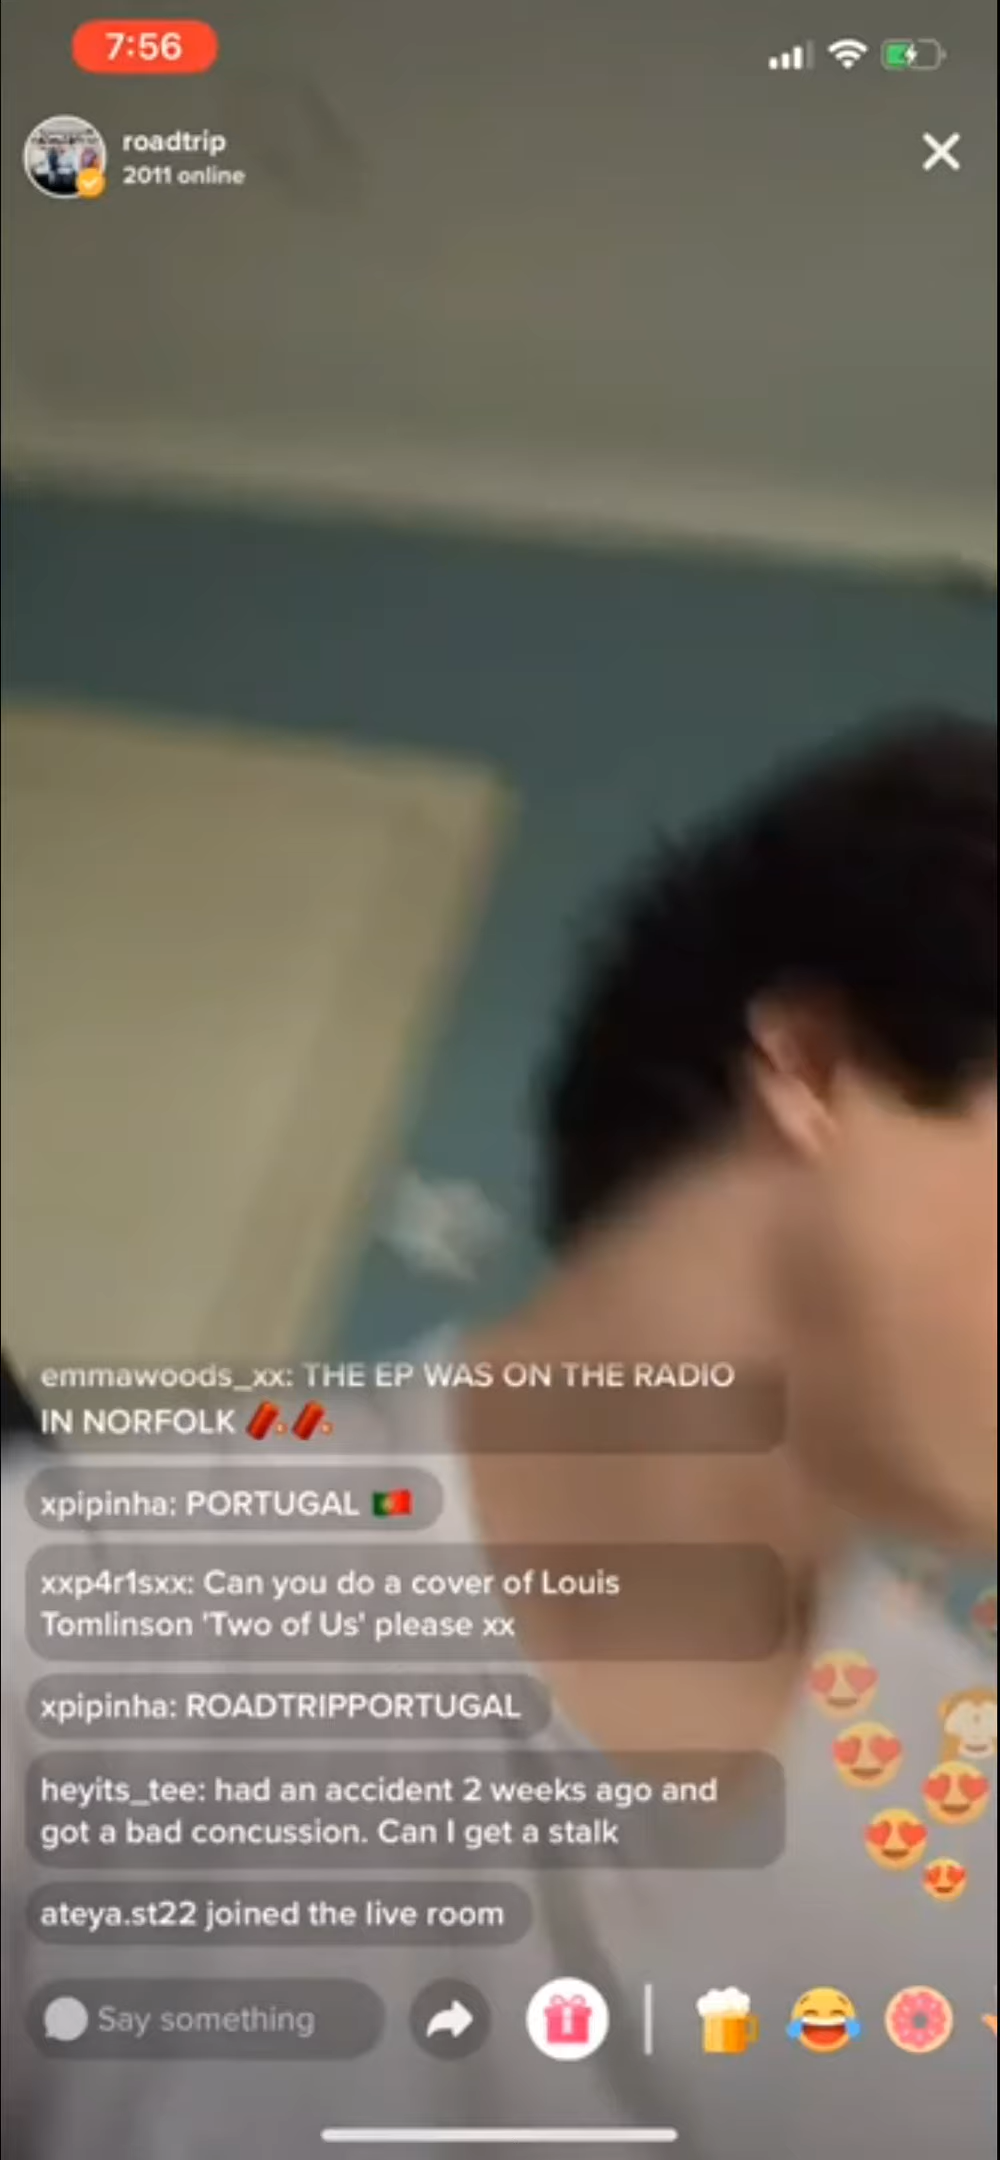 7:56
roadtrip
2011 online
emmawoods_xx: THE EP WAS ON THE RADIO
IN NORFOLK
xpipinha: PORTUGAL
xxp4r1sxx: Can you do a cover of Louis
Tomlinson 'Two of Us' please xx
xpipinha: ROADTRIPPORTUGAL
heyits_tee: had an accident 2 weeks ago and
got a bad concussion. Can I get a stalk
ateya.st22 joined the live room
Say something